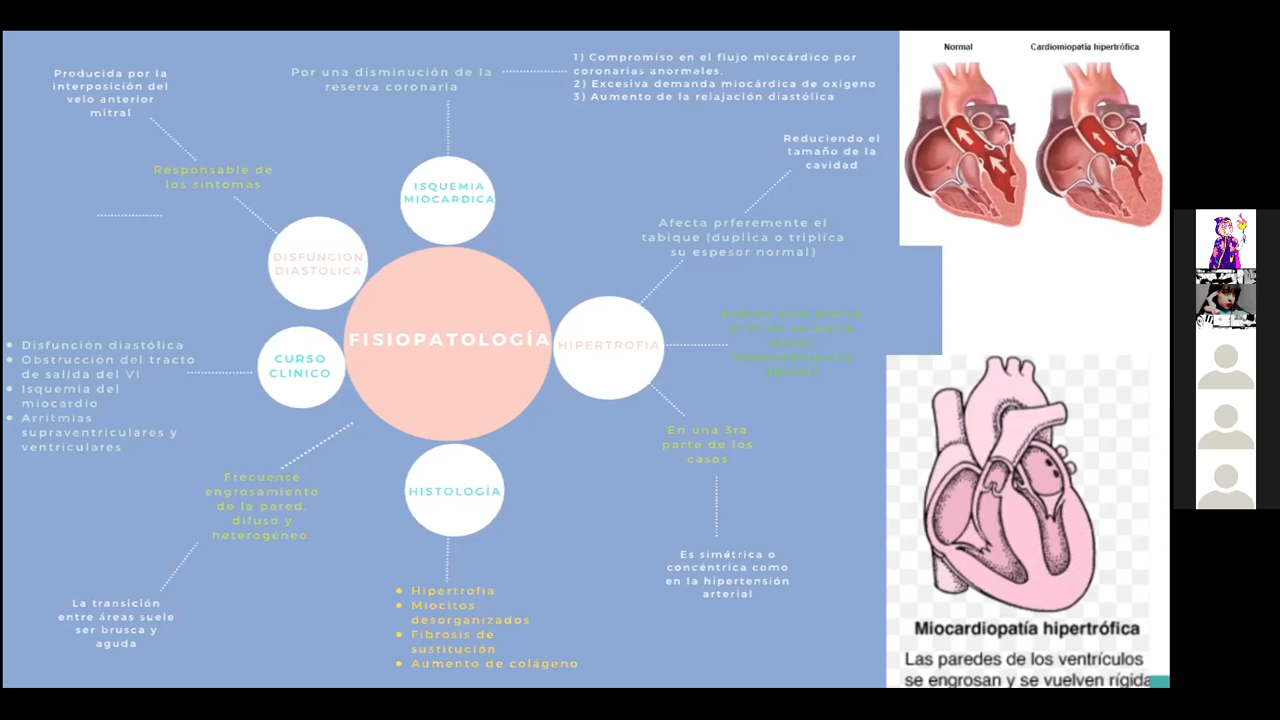 Producida por la
interposición del
velo anterior
mitral
Responsable de
los síntomas
Por una disminución de la
reserva coronaria
1) Compromiso en el flujo miocárdico por
coronarias anormales.
2) Excesiva demanda miocárdica de oxigeno
3) Aumento de la relajación diastólica
Normal
Cardiomiopatía hipertrófica
Reduciendo el
tamaño de la
cavidad
ISQUEMIA
MIOCARDICA
Afecta prferemente el
tabique (duplica o triplica
su espesor normal)
DISFUNCION
DIASTOLICA
FISIOPATOLOGÍA
HIPERTROFIA
CURSO
CLINICO
Disfunción diastólica
Obstrucción del tracto
de salida del VI
Isquemia del
miocardio
Arritmias
supraventriculares y
ventriculares
En una 3ra
parte de los
casos
Frecuente
engrosamiento
de la pared,
difuso y
heterogéneo.
HISTOLOGÍA
Es simétrica o
concéntrica como
en la hipertensión
arterial
La transición
entre áreas suele
ser brusca y
aguda
Hipertrofia
Miocitos
desorganizados
Fibrosis de
sustitución
Aumento de colágeno
Miocardiopatía hipertrófica
Las paredes de los ventrículos
se engrosan y se vuelven rígida